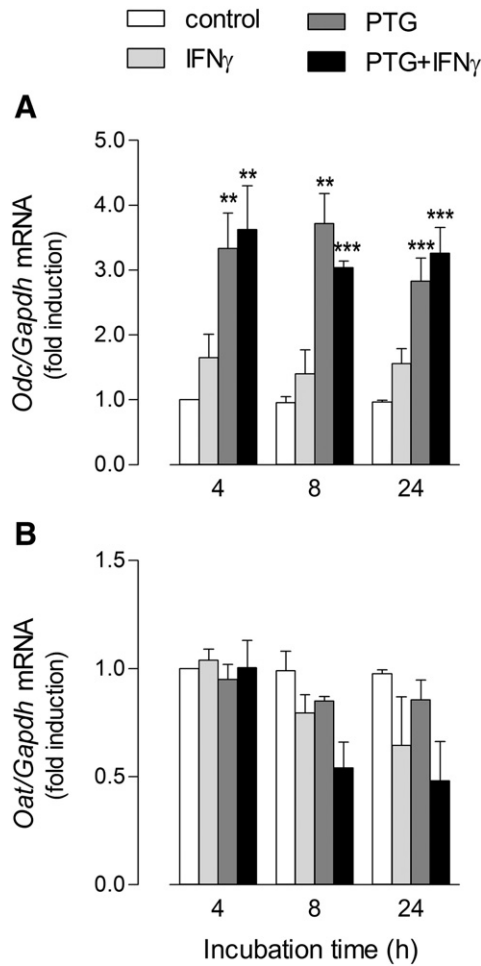 control
PTG
IFNγ
PTG+IFNγ
A
Odc/Gapdh mRNA
(fold induction)
5.0
4.0
3.0
2.0
1.0
0.0
** ** ** *** *** ***
4 8 24
B
Oat/Gapdh mRNA
(fold induction)
1.5
1.0
0.5
0.0
4 8 24
Incubation time (h)